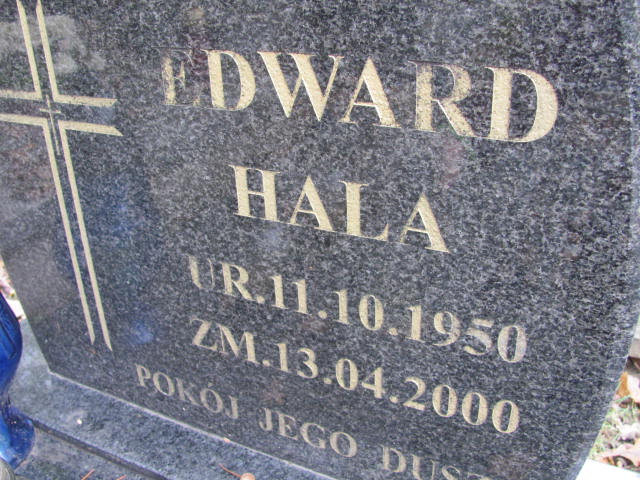 EDWARD
HALA
UR.11.10.1950
ZM.13.04.2000
POKÓJ JEGO